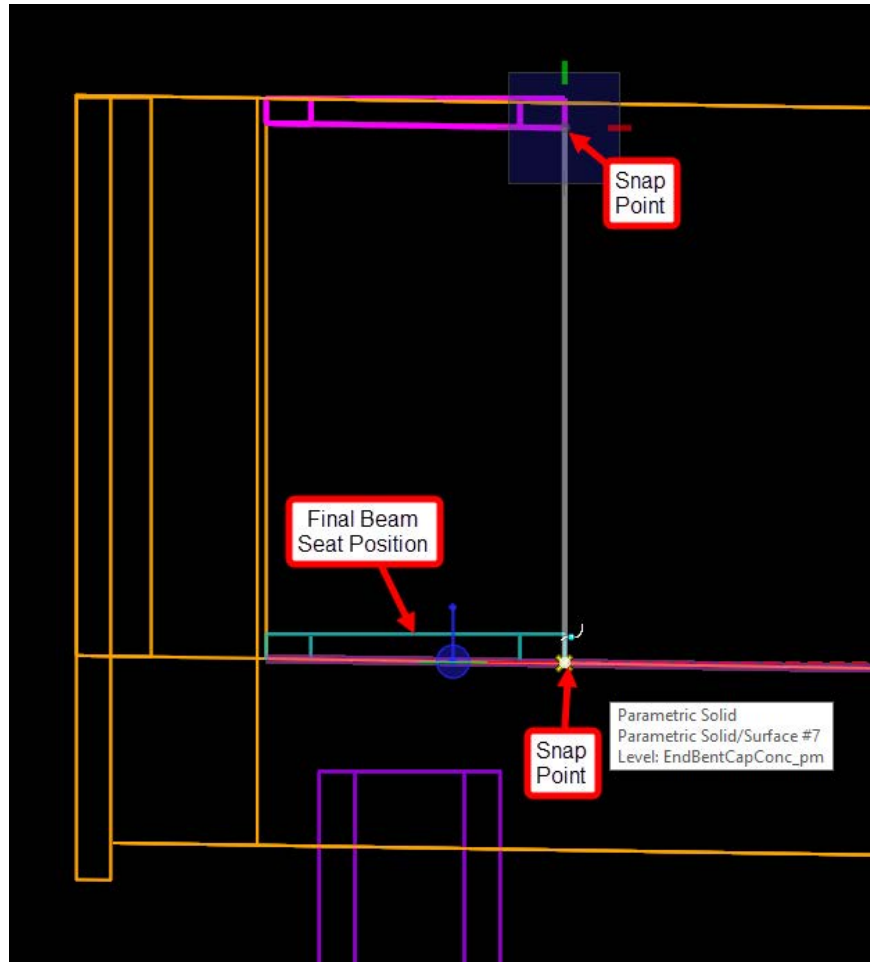 Snap
Point
Final Beam
Seat Position
Parametric Solid
Parametric Solid/Surface #7
Level: EndBentCapConc_pm
Snap
Point